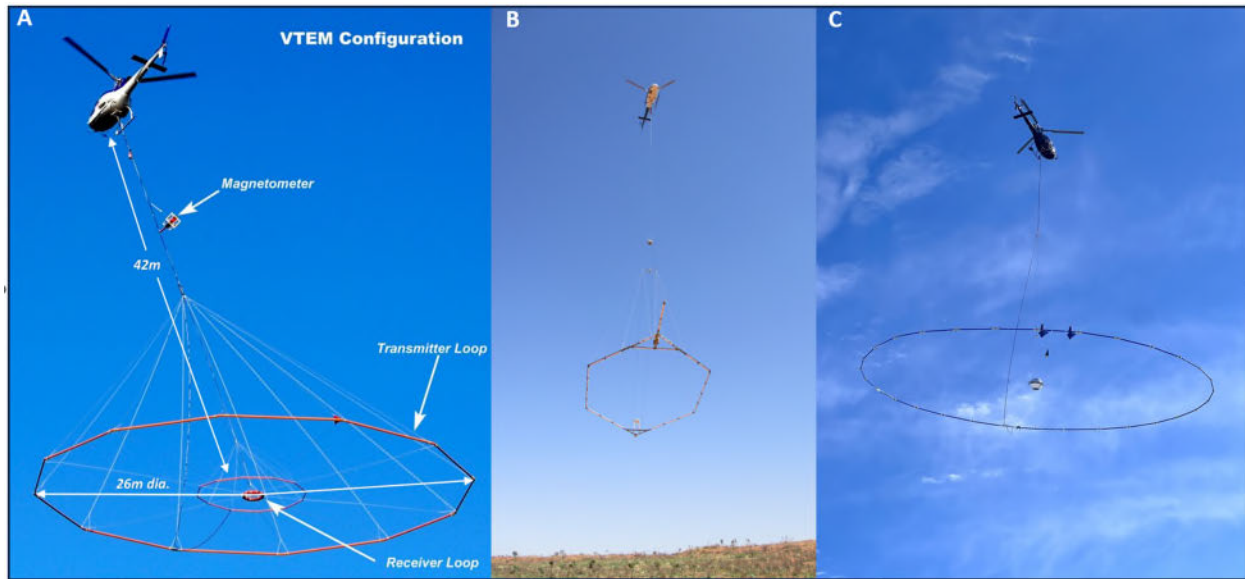 A
VTEM Configuration
Magnetometer
42m
Transmitter Loop
26m dia.
Receiver Loop
B
C